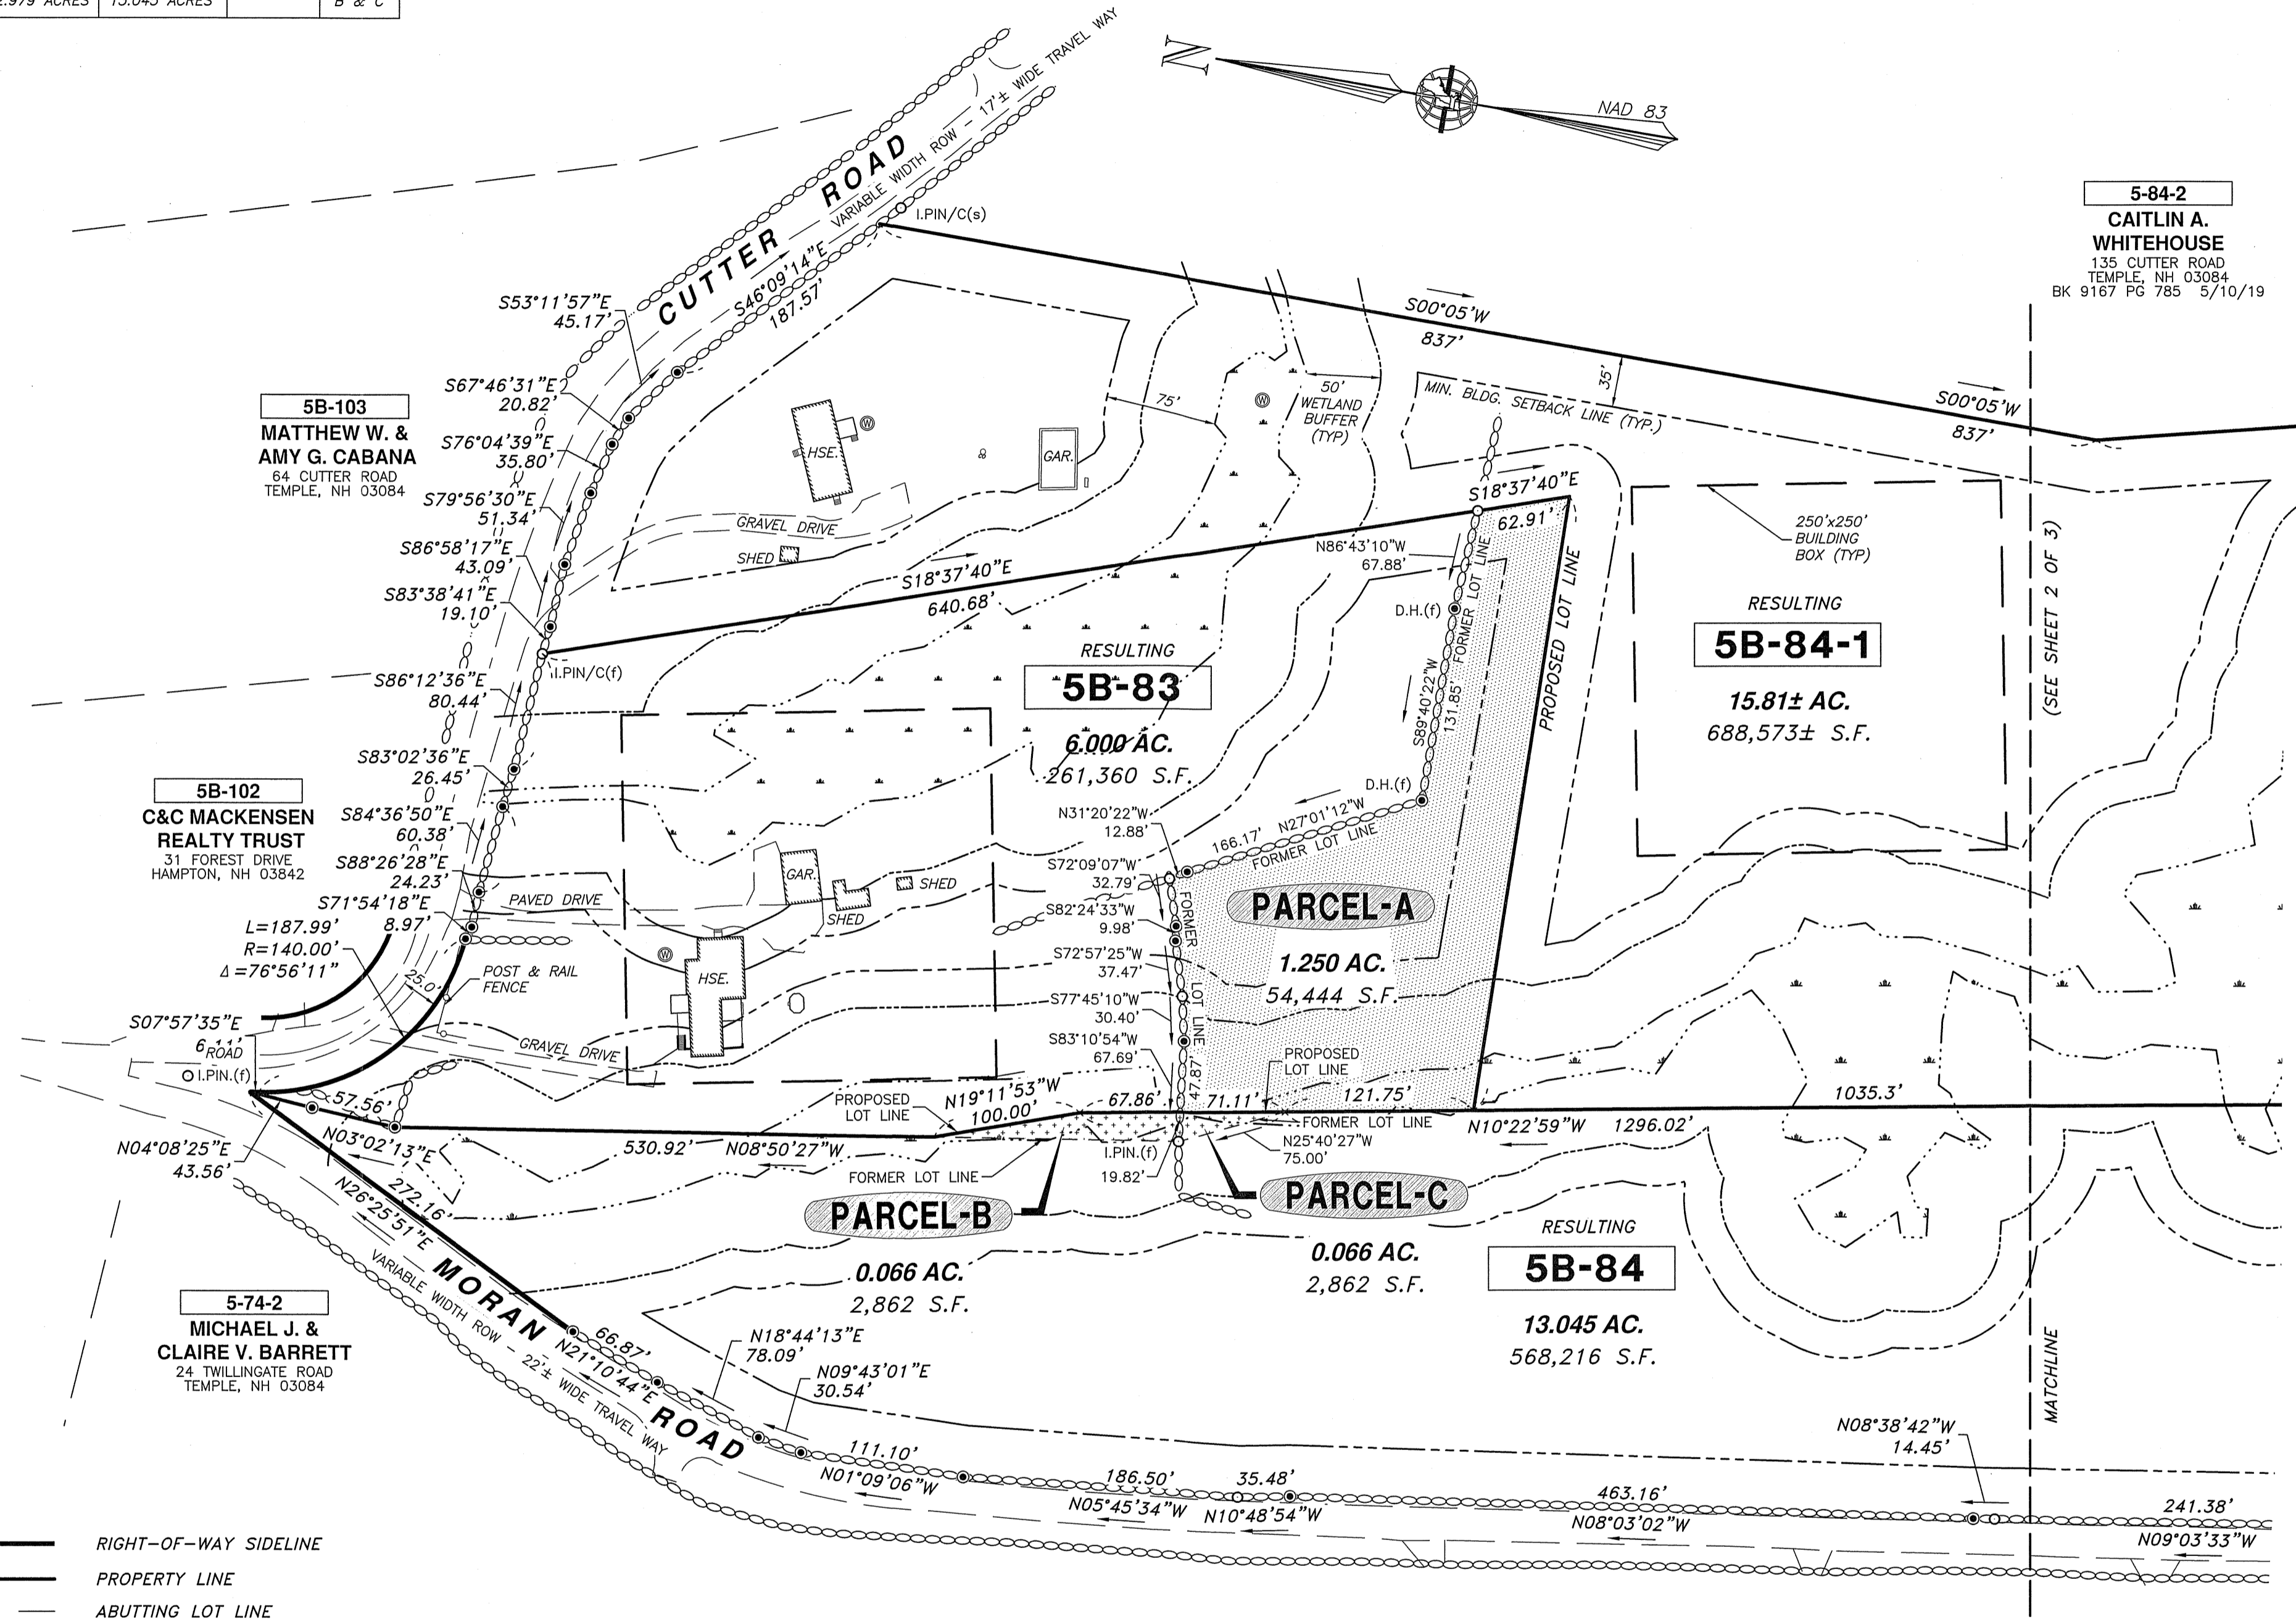 2.979 ACRES
13.045 ACRES
B & C
N
NAD 83
CUTTER ROAD
VARIABLE WIDTH ROW - 17'± WIDE TRAVEL WAY
I.PIN/C(s)
5-84-2
CAITLIN A.
WHITEHOUSE
135 CUTTER ROAD
TEMPLE, NH 03084
BK 9167 PG 785 5/10/19
S46°09'14"E
187.57'
S53°11'57"E
45.17'
S67°46'31"E
20.82'
S76°04'39"E
35.80'
S79°56'30"E
51.34'
S86°58'17"E
43.09'
S83°38'41"E
19.10'
S86°12'36"E
80.44'
S83°02'36"E
26.45'
S84°36'50"E
60.38'
S88°26'28"E
24.23'
S71°54'18"E
8.97'
L=187.99'
R=140.00'
Δ=76°56'11"
S07°57'35"E
6.11'
ROAD
I.PIN.(f)
5B-103
MATTHEW W. &
AMY G. CABANA
64 CUTTER ROAD
TEMPLE, NH 03084
5B-102
C&C MACKENSEN
REALTY TRUST
31 FOREST DRIVE
HAMPTON, NH 03842
5-74-2
MICHAEL J. &
CLAIRE V. BARRETT
24 TWILLINGATE ROAD
TEMPLE, NH 03084
S00°05'W
837'
S00°05'W
837'
35'
MIN. BLDG. SETBACK LINE (TYP.)
75'
50'
WETLAND
BUFFER
(TYP)
W
W
HSE.
GAR.
GRAVEL DRIVE
SHED
I.PIN/C(f)
S18°37'40"E
640.68'
S18°37'40"E
62.91'
N86°43'10"W
67.88'
FORMER LOT LINE
D.H.(f)
S89°40'22"W
131.85'
FORMER LOT LINE
D.H.(f)
PROPOSED LOT LINE
250'x250'
BUILDING
BOX (TYP)
RESULTING
5B-84-1
15.81± AC.
688,573± S.F.
(SEE SHEET 2 OF 3)
MATCHLINE
RESULTING
5B-83
6.000 AC.
261,360 S.F.
N31°20'22"W
12.88'
166.17'
N27°01'12"W
FORMER LOT LINE
S72°09'07"W
32.79'
S82°24'33"W
9.98'
S72°57'25"W
37.47'
S77°45'10"W
30.40'
S83°10'54"W
67.69'
FORMER LOT LINE
47.87'
PARCEL-A
1.250 AC.
54,444 S.F.
PAVED DRIVE
GAR.
SHED
SHED
W
HSE.
POST & RAIL
FENCE
25.0'
GRAVEL DRIVE
PROPOSED
LOT LINE
N19°11'53"W
100.00'
67.86'
71.11'
PROPOSED
LOT LINE
121.75'
FORMER LOT LINE
N25°40'27"W
75.00'
N10°22'59"W
1296.02'
1035.3'
57.56'
N03°02'13"E
N04°08'25"E
43.56'
530.92'
N08°50'27"W
FORMER LOT LINE
I.PIN.(f)
19.82'
PARCEL-B
0.066 AC.
2,862 S.F.
PARCEL-C
0.066 AC.
2,862 S.F.
RESULTING
5B-84
13.045 AC.
568,216 S.F.
272.16'
N26°25'51"E
MORAN ROAD
VARIABLE WIDTH ROW - 22'± WIDE TRAVEL WAY
66.87'
N21°10'44"E
N18°44'13"E
78.09'
N09°43'01"E
30.54'
111.10'
N01°09'06"W
186.50'
N05°45'34"W
35.48'
N10°48'54"W
463.16'
N08°03'02"W
N08°38'42"W
14.45'
241.38'
N09°03'33"W
RIGHT-OF-WAY SIDELINE
PROPERTY LINE
ABUTTING LOT LINE